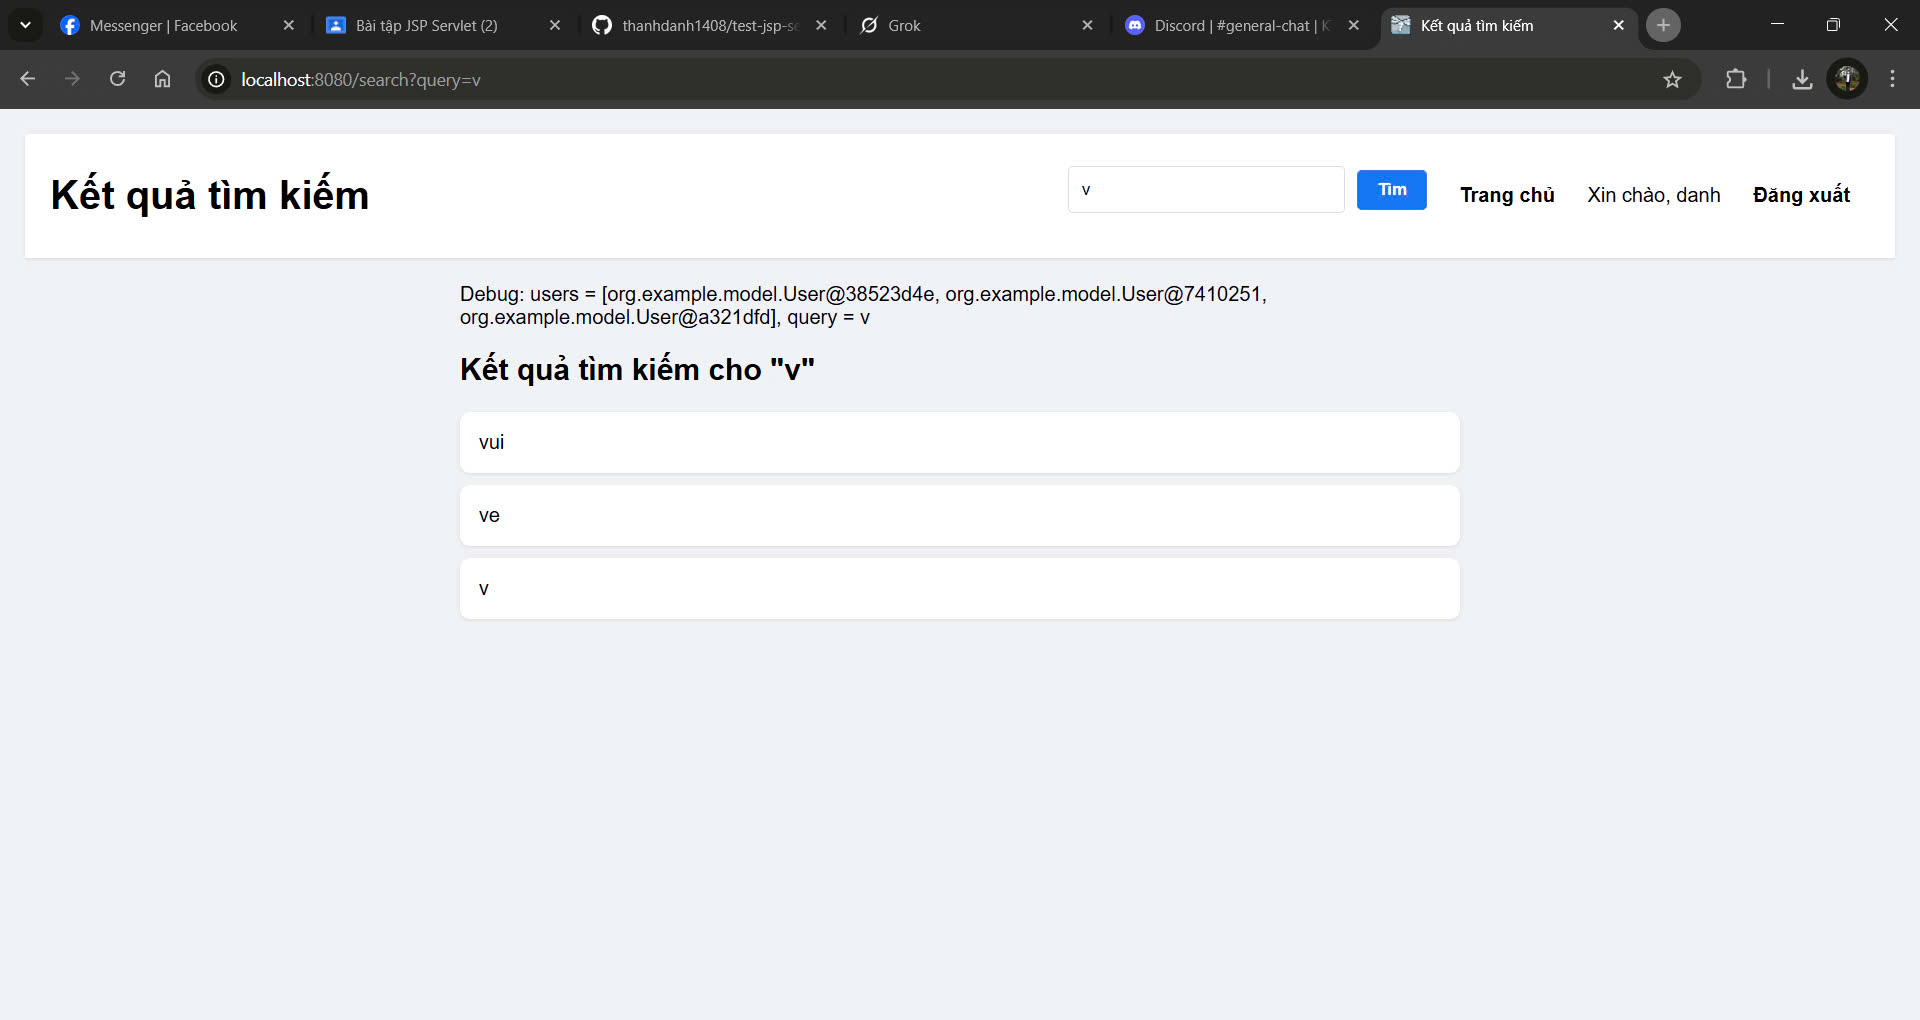 Messenger | Facebook
Bài tập JSP Servlet (2)
thanhdanh1408/test-jsp-se
Grok
Discord | #general-chat | K
Kết quả tìm kiếm
localhost:8080/search?query=v
Kết quả tìm kiếm
v
Tìm
Trang chủ
Xin chào, danh
Đăng xuất
Debug: users = [org.example.model.User@38523d4e, org.example.model.User@7410251,
org.example.model.User@a321dfd], query = v
Kết quả tìm kiếm cho "v"
vui
ve
v